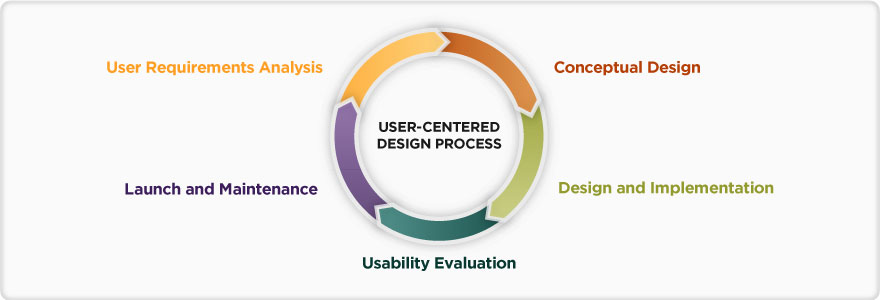 User Requirements Analysis
Conceptual Design
USER-CENTERED
DESIGN PROCESS
Launch and Maintenance
Design and Implementation
Usability Evaluation